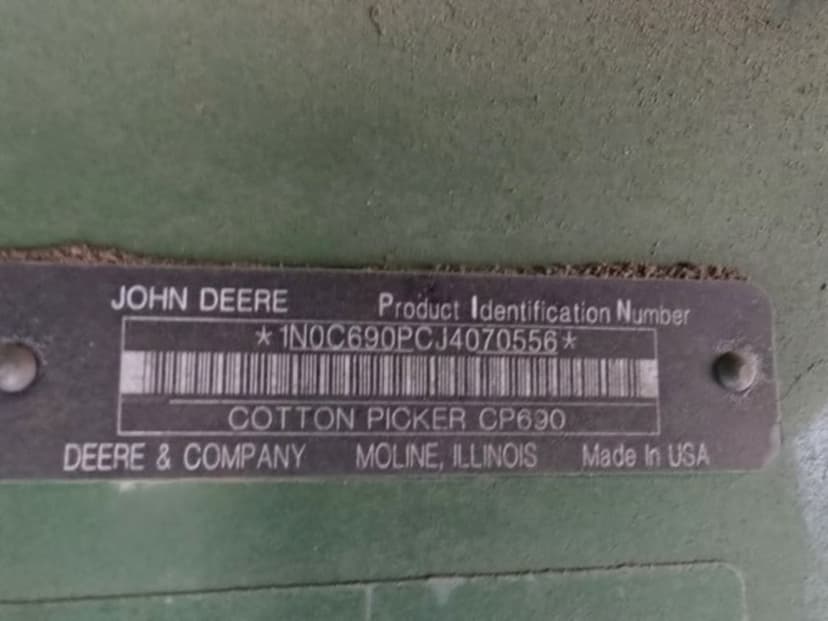 JOHN DEERE Product Identification Number
*1N0C690PCJ4070556*
COTTON PICKER CP690
DEERE & COMPANY MOLINE, ILLINOIS Made In USA